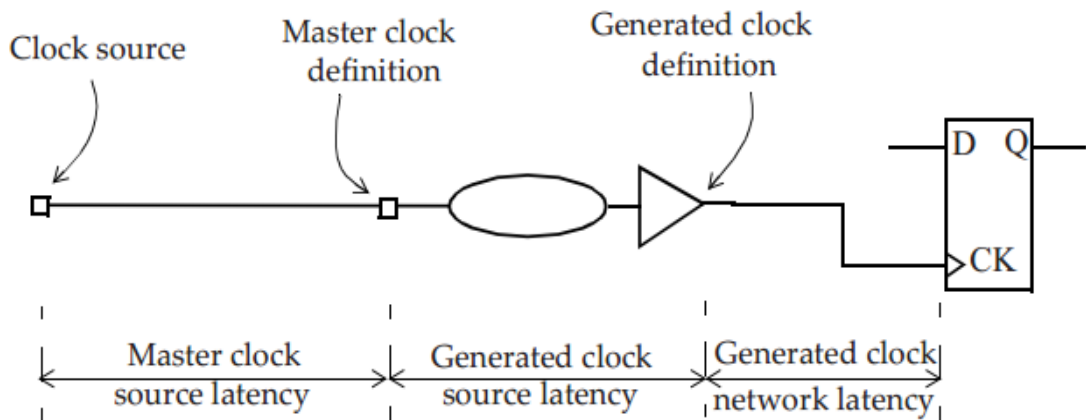 Clock source
Master clock
definition
Generated clock
definition
D Q
CK
Master clock
source latency
Generated clock
source latency
Generated clock
network latency